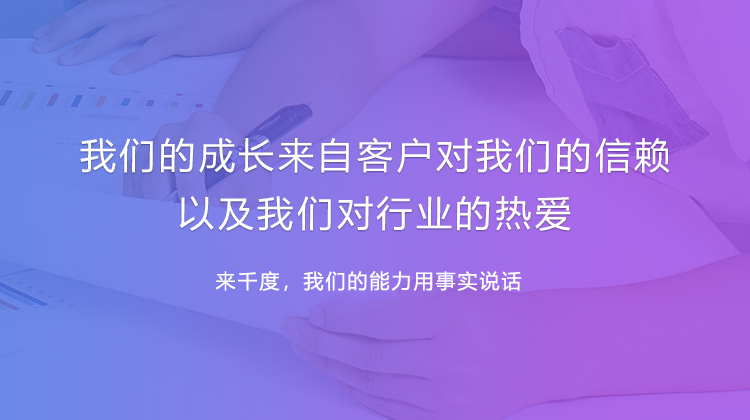 我们的成长来自客户对我们的信赖
以及我们对行业的热爱
来千度，我们的能力用事实说话